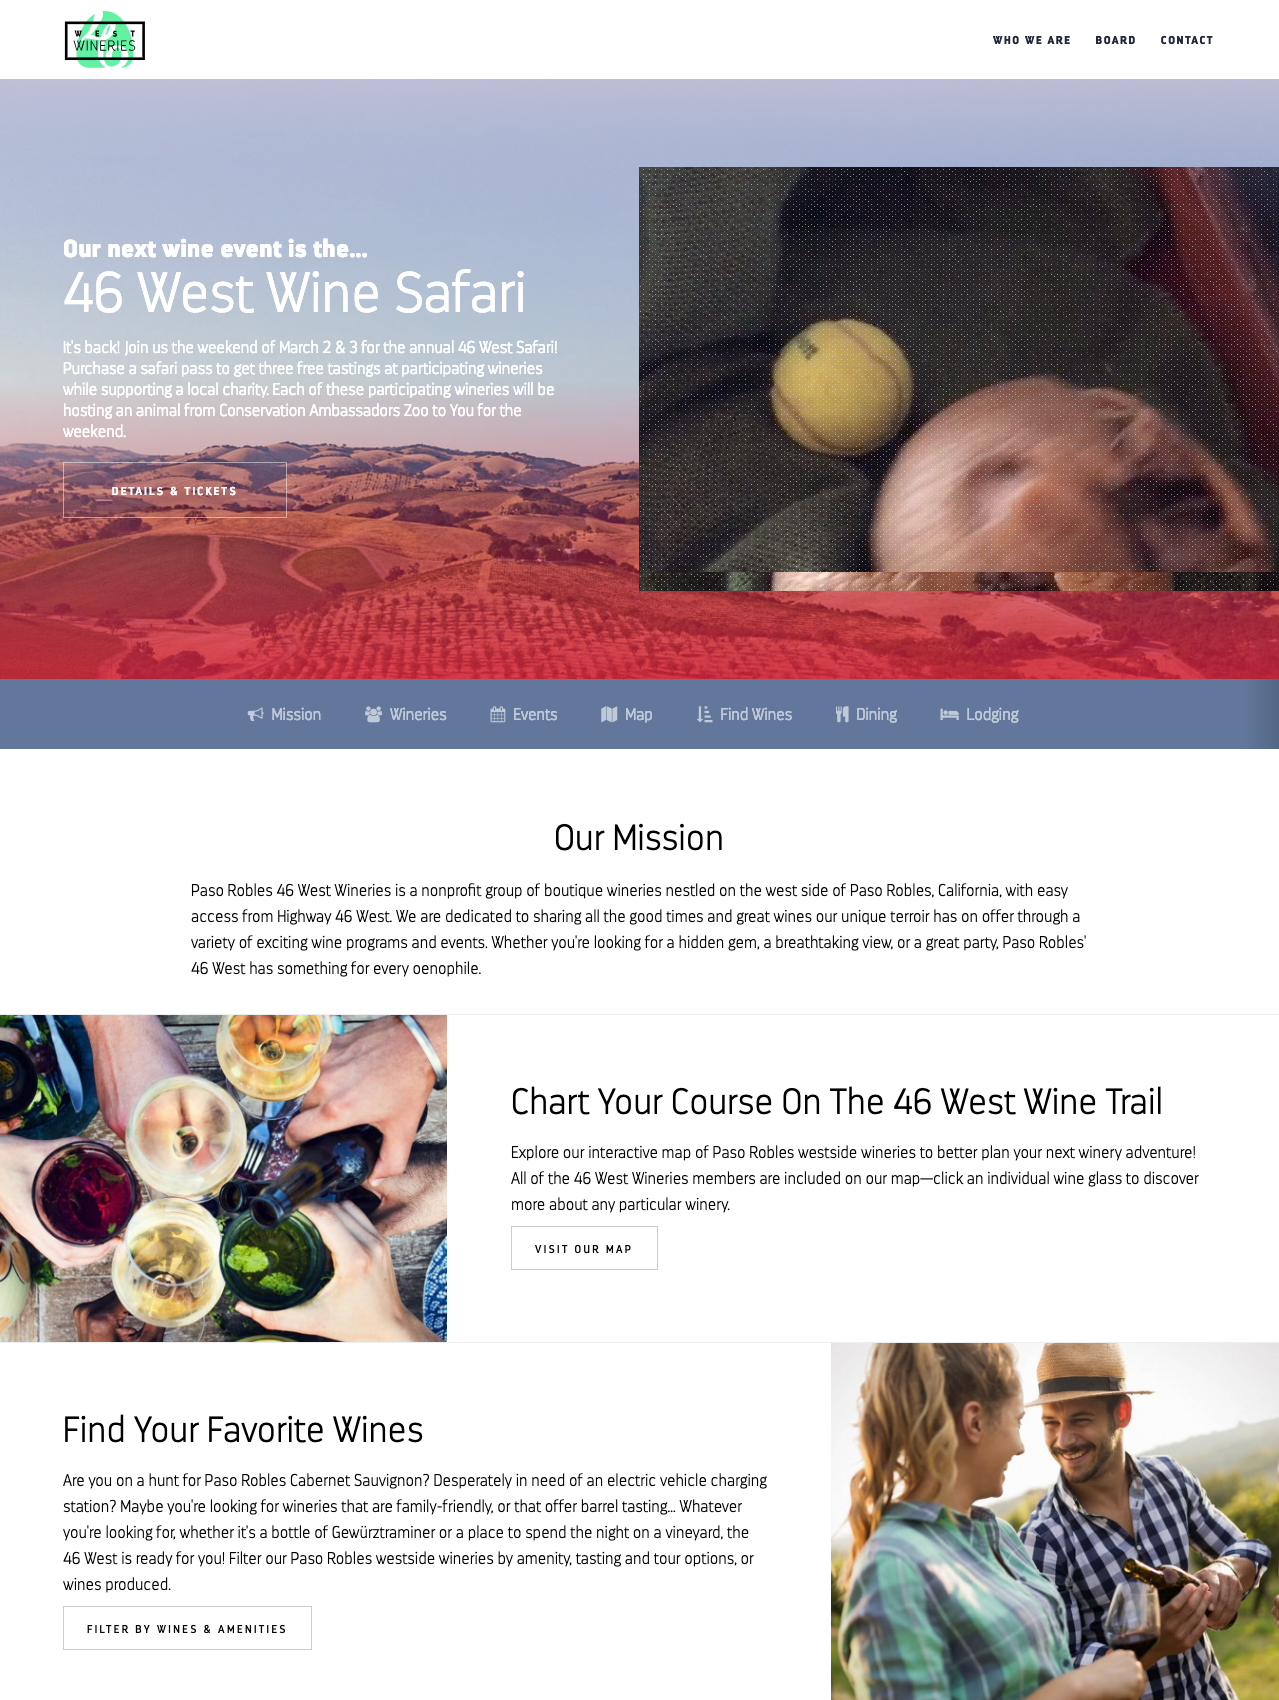 46
WEST
WINERIES
WHO WE ARE BOARD CONTACT
Our next wine event is the...
46 West Wine Safari
It's back! Join us the weekend of March 2 & 3 for the annual 46 West Safari!
Purchase a safari pass to get three free tastings at participating wineries
while supporting a local charity. Each of these participating wineries will be
hosting an animal from Conservation Ambassadors Zoo to You for the
weekend.
DETAILS & TICKETS
Mission Wineries Events Map Find Wines Dining Lodging
Our Mission
Paso Robles 46 West Wineries is a nonprofit group of boutique wineries nestled on the west side of Paso Robles, California, with easy
access from Highway 46 West. We are dedicated to sharing all the good times and great wines our unique terroir has on offer through a
variety of exciting wine programs and events. Whether you're looking for a hidden gem, a breathtaking view, or a great party, Paso Robles'
46 West has something for every oenophile.
Chart Your Course On The 46 West Wine Trail
Explore our interactive map of Paso Robles westside wineries to better plan your next winery adventure!
All of the 46 West Wineries members are included on our map—click an individual wine glass to discover
more about any particular winery.
VISIT OUR MAP
Find Your Favorite Wines
Are you on a hunt for Paso Robles Cabernet Sauvignon? Desperately in need of an electric vehicle charging
station? Maybe you're looking for wineries that are family-friendly, or that offer barrel tasting... Whatever
you're looking for, whether it's a bottle of Gewürztraminer or a place to spend the night on a vineyard, the
46 West is ready for you! Filter our Paso Robles westside wineries by amenity, tasting and tour options, or
wines produced.
FILTER BY WINES & AMENITIES